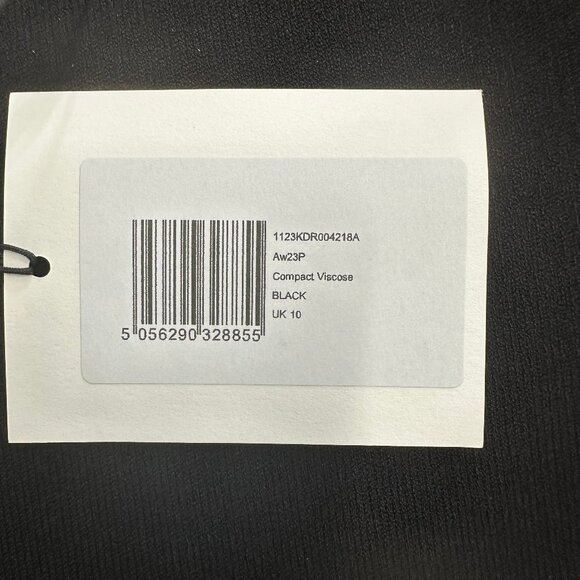 1123KDR004218A
Aw23P
Compact Viscose
BLACK
UK 10
5 056290 328855